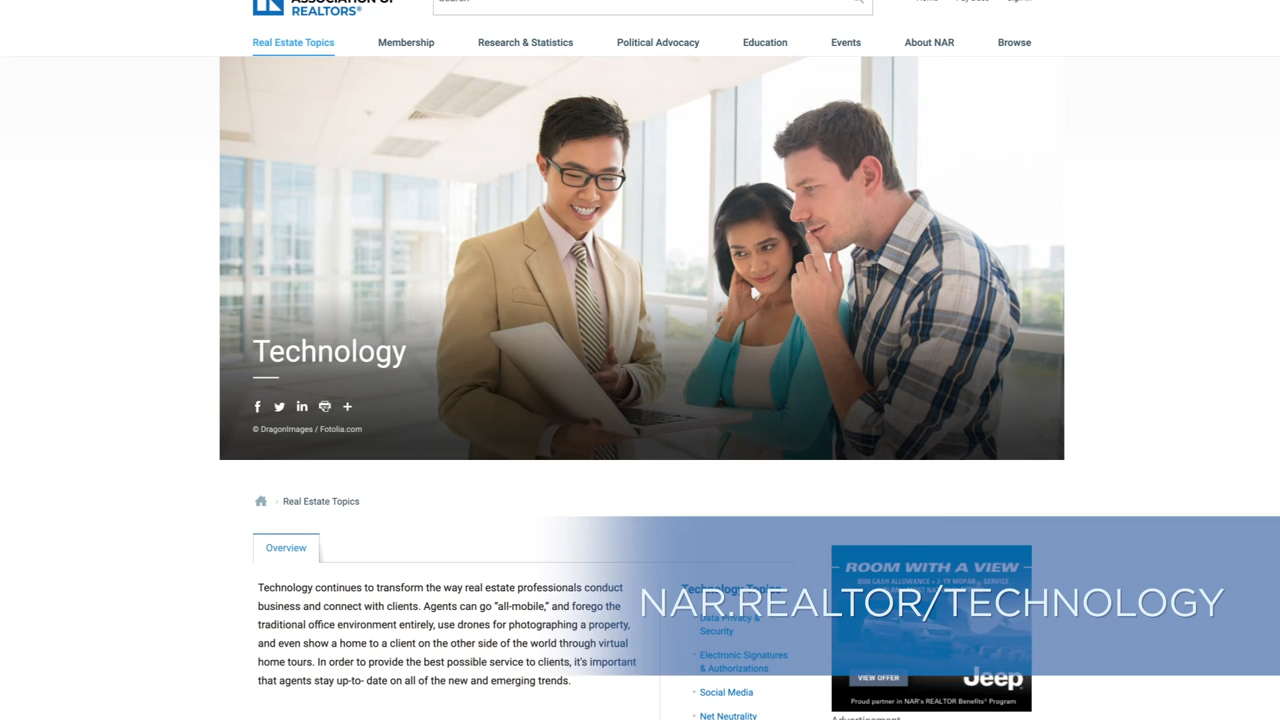 ASSOCIATION OF
REALTORS®
Search
Home
Sign In
Real Estate Topics
Membership
Research & Statistics
Political Advocacy
Education
Events
About NAR
Browse
Technology
© DragonImages / Fotolia.com
Real Estate Topics
Overview
Technology continues to transform the way real estate professionals conduct
business and connect with clients. Agents can go “all-mobile,” and forego the
traditional office environment entirely, use drones for photographing a property,
and even show a home to a client on the other side of the world through virtual
home tours. In order to provide the best possible service to clients, it's important
that agents stay up-to- date on all of the new and emerging trends.
Technology Topics
Data Privacy &
Security
Electronic Signatures
& Authorizations
Social Media
Net Neutrality
NAR.REALTOR/TECHNOLOGY
ROOM WITH A VIEW
$500 CASH ALLOWANCE + 2-YR MOPAR® SERVICE
VIEW OFFER
Jeep
Proud partner in NAR's REALTOR Benefits® Program
Advertisement